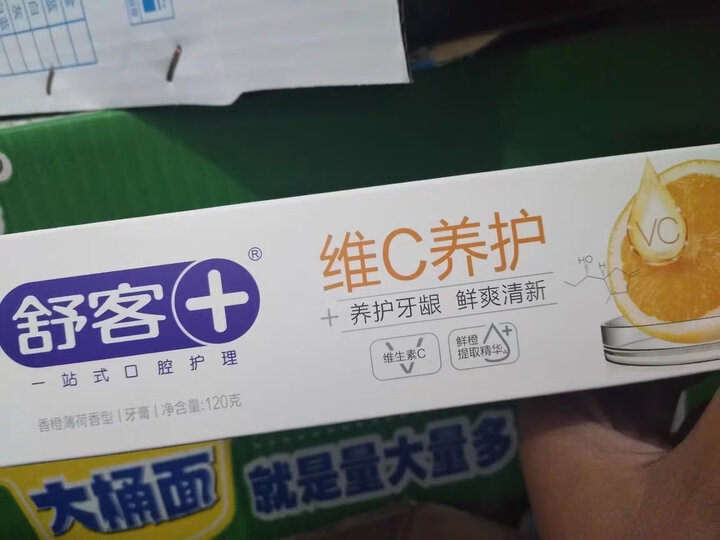 舒客
®
一站式口腔护理
香橙薄荷香型 | 牙膏 | 净含量:120克
维C养护
+ 养护牙龈 鲜爽清新
维生素C
鲜橙
提取精华
VC
HO
H
大桶面
就是量大量多